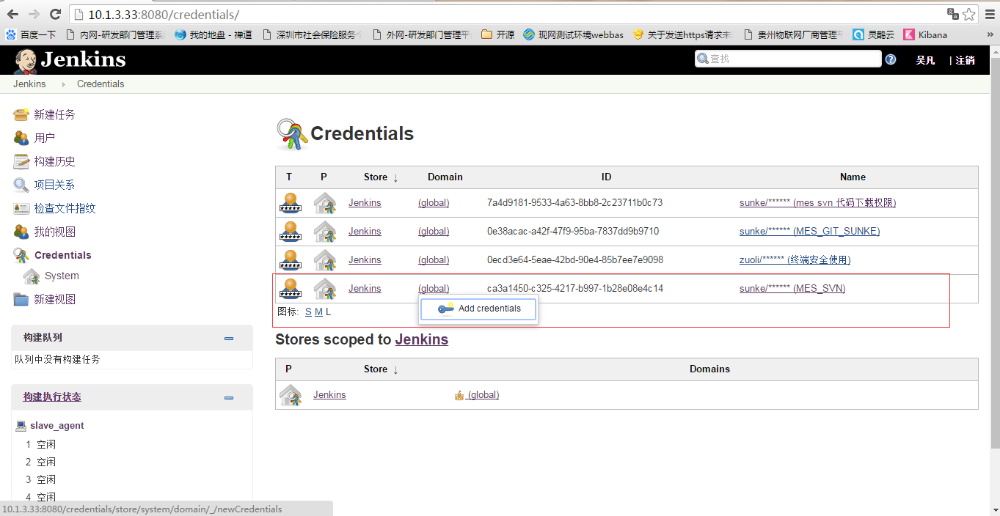 10.1.3.33:8080/credentials/
百度一下 内网-研发部门管理系 我的地盘 - 禅道 深圳市社会保险服务 外网-研发部门管理平 开源 现网测试环境webbas 关于发送https请求未 贵州物联网厂商管理平 灵鹊云 Kibana »
Jenkins 查找 吴凡 | 注销
Jenkins Credentials
新建任务
用户
构建历史
项目关系
检查文件指纹
我的视图
Credentials
System
新建视图
构建队列
队列中没有构建任务
构建执行状态
slave_agent
1 空闲
2 空闲
3 空闲
4 空闲
Credentials
T P Store ↓ Domain ID Name
Jenkins (global) 7a4d9181-9533-4a63-8bb8-2c23711b0c73 sunke/****** (mes svn 代码下载权限)
Jenkins (global) 0e38acac-a42f-47f9-95ba-7837dd9b9710 sunke/****** (MES_GIT_SUNKE)
Jenkins (global) 0ecd3e64-5eae-42bd-90e4-85b7ee7e9098 zuoli/****** (终端安全使用)
Jenkins (global) ca3a1450-c325-4217-b997-1b28e08e4c14 sunke/****** (MES_SVN)
图标: S M L
Add credentials
Stores scoped to Jenkins
P Store ↓ Domains
Jenkins (global)
10.1.3.33:8080/credentials/store/system/domain/_/newCredentials